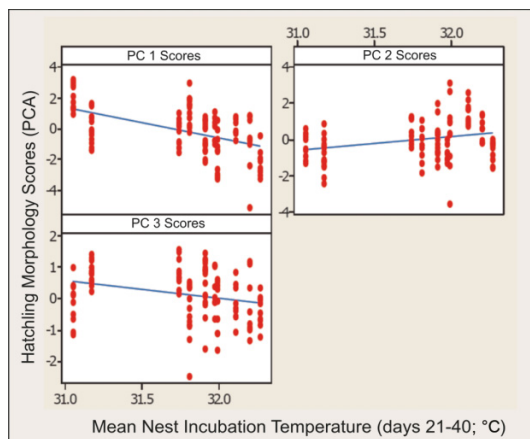 31.0 31.5 32.0
PC 1 Scores PC 2 Scores
4
2
0
-2
-4
4
2
0
-2
-4
PC 3 Scores
2
1
0
-1
-2
31.0 31.5 32.0
Hatchling Morphology Scores (PCA)
Mean Nest Incubation Temperature (days 21-40; °C)